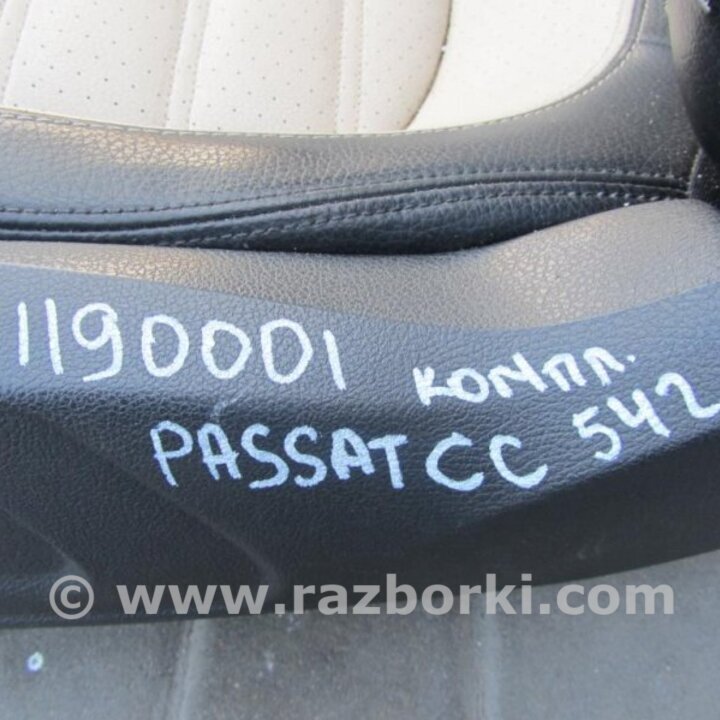 1190001 компл.
PASSAT CC 542
© www.razborki.com